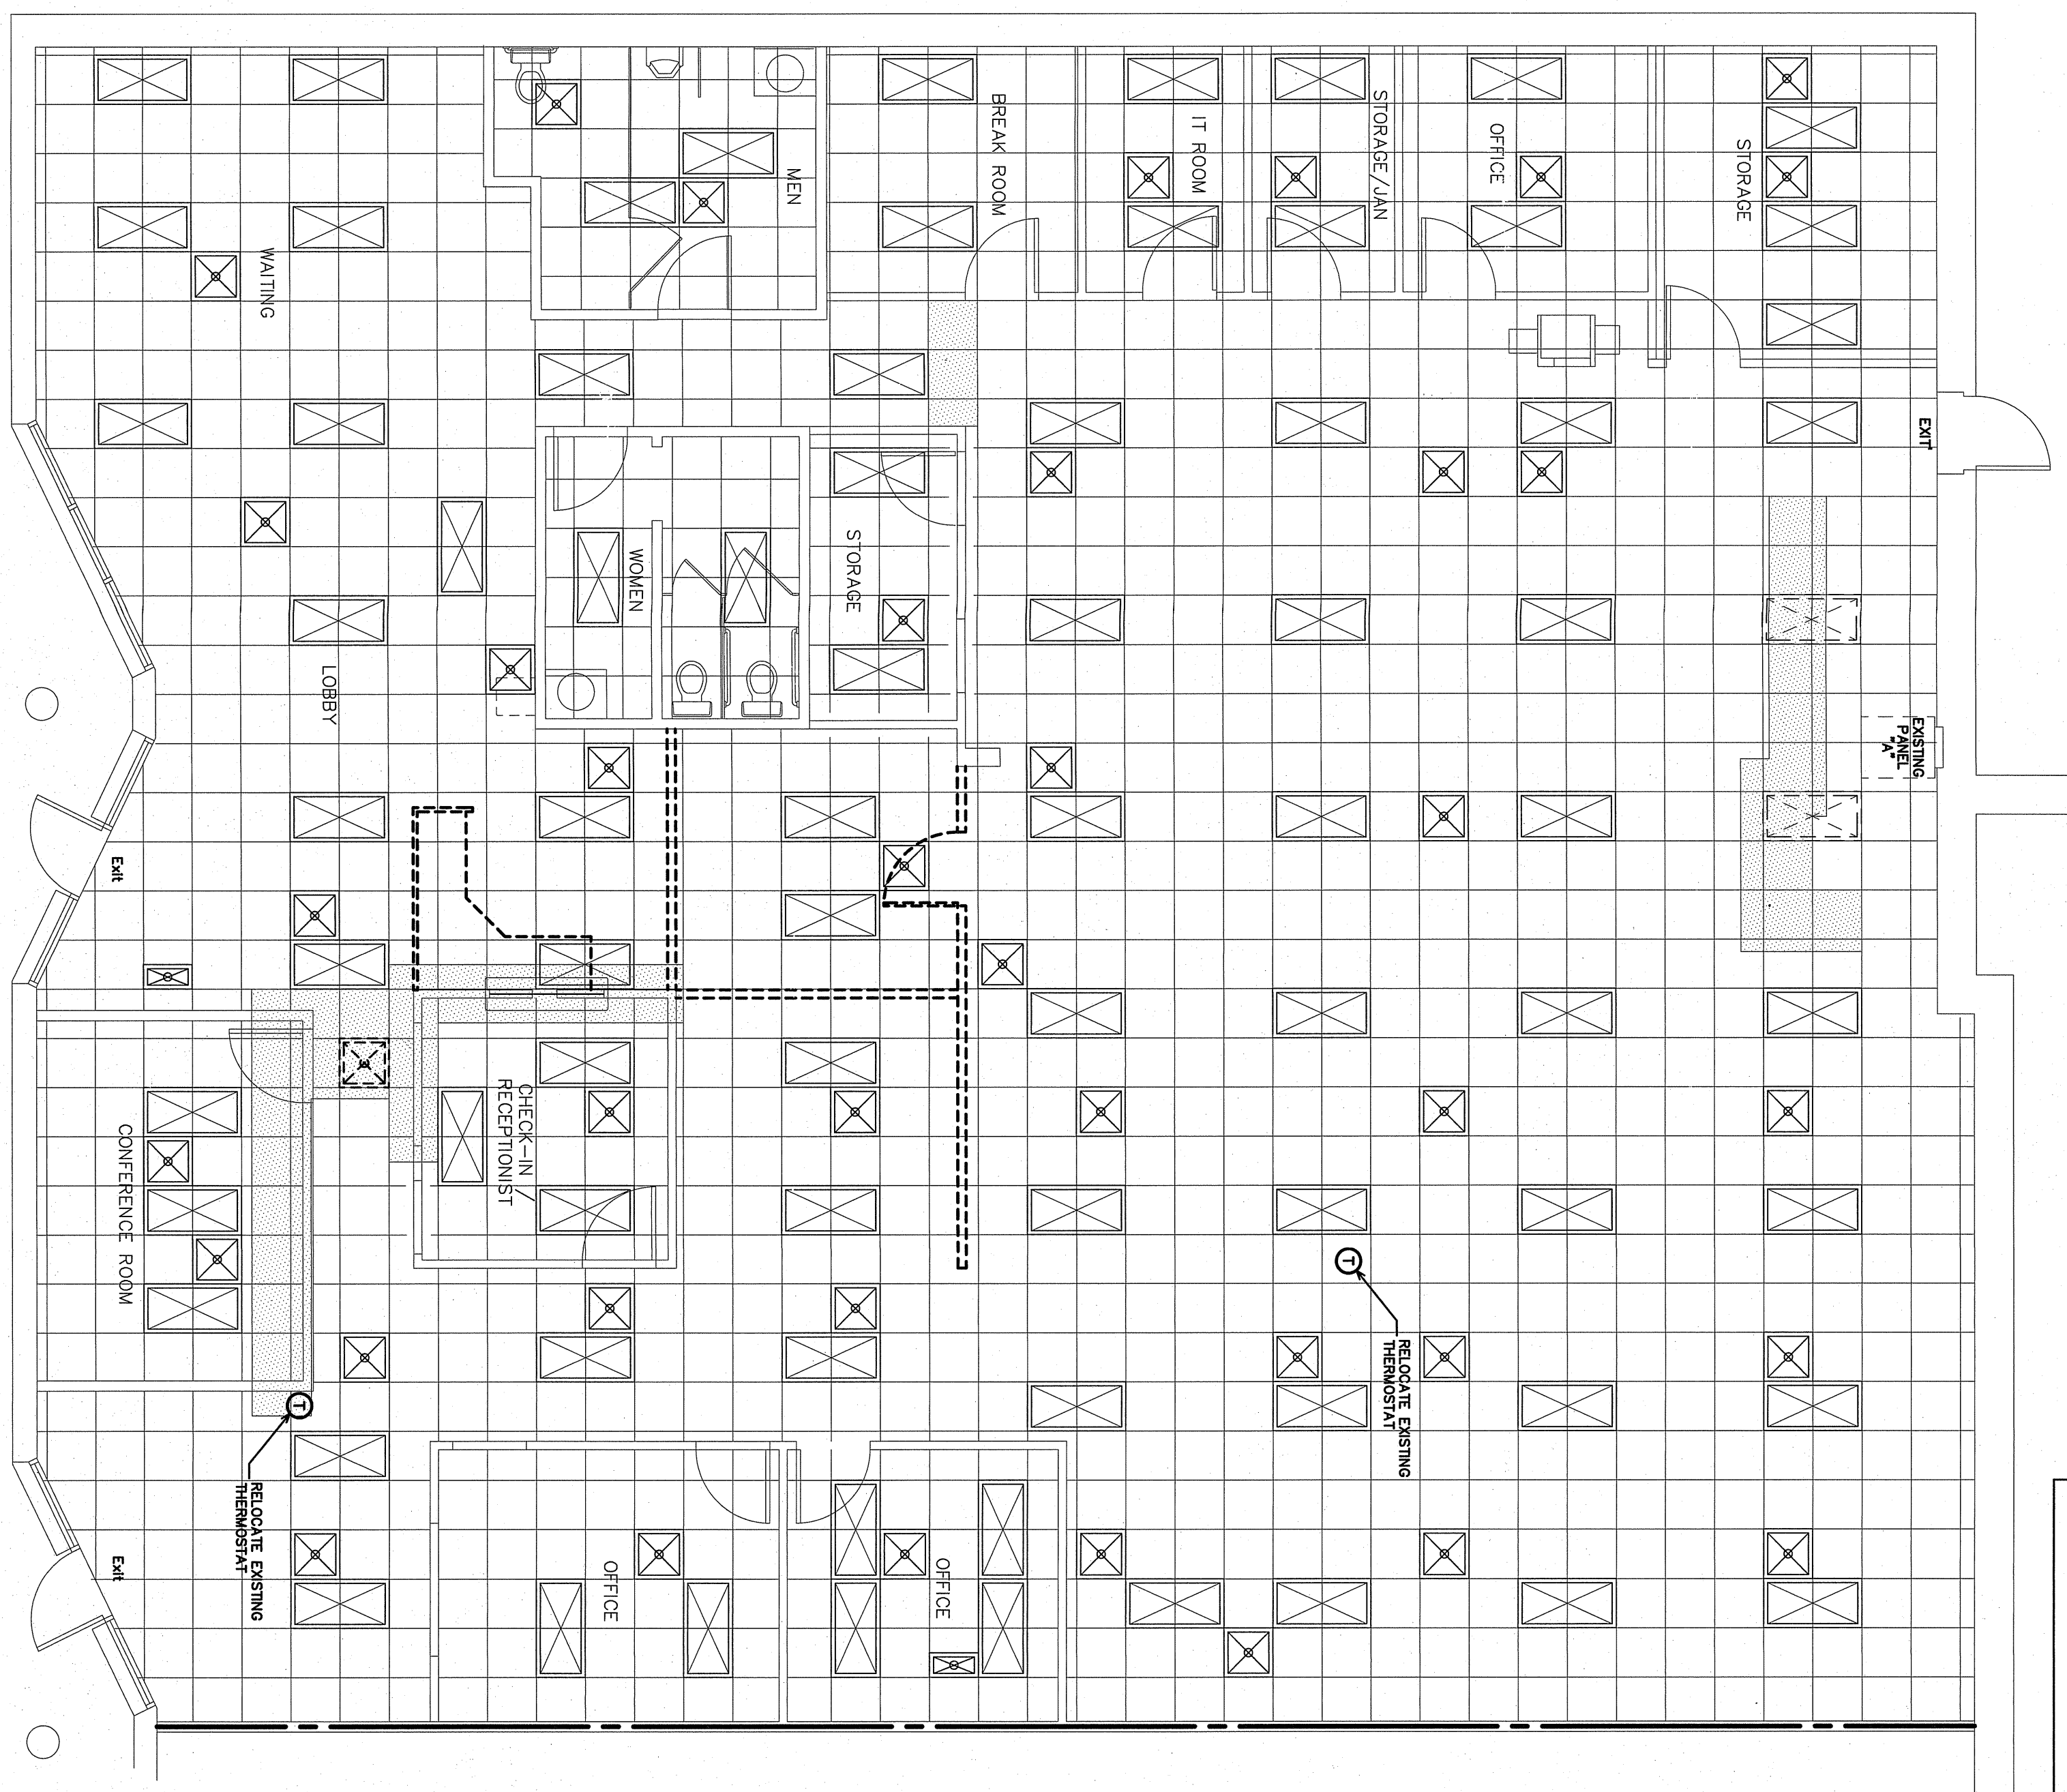 MEN
BREAK ROOM
IT ROOM
STORAGE/JAN
OFFICE
STORAGE
WAITING
EXIT
WOMEN
STORAGE
LOBBY
EXISTING
PANEL
"A"
Exit
CHECK-IN
RECEPTIONIST
CONFERENCE ROOM
T
RELOCATE EXISTING
THERMOSTAT
T
RELOCATE EXISTING
THERMOSTAT
Exit
OFFICE
OFFICE